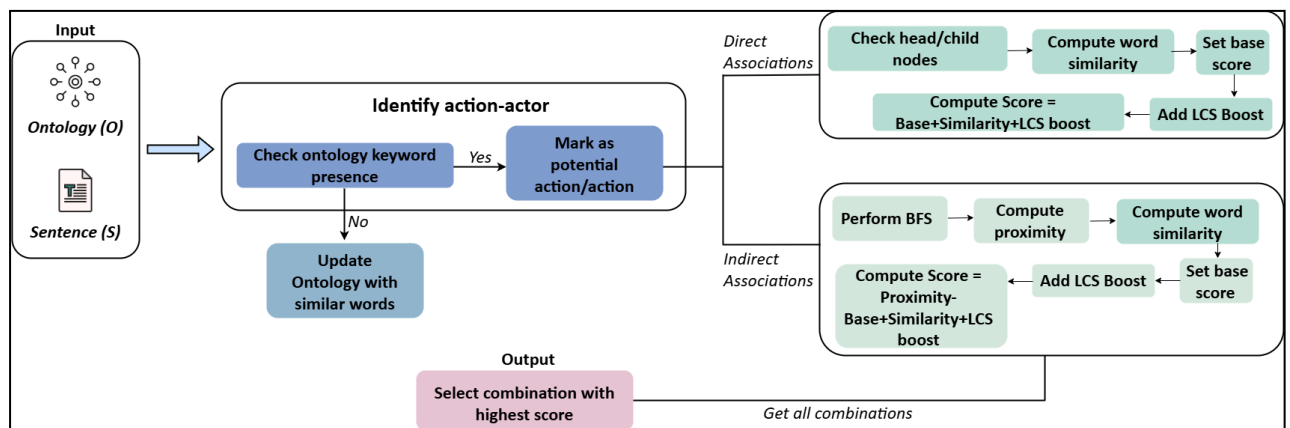 Input
Ontology (O)
Sentence (S)
Identify action-actor
Check ontology keyword
presence
Yes
Mark as
potential
action/action
No
Update
Ontology with
similar words
Direct
Associations
Check head/child
nodes
Compute word
similarity
Set base
score
Add LCS Boost
Compute Score =
Base+Similarity+LCS boost
Indirect
Associations
Perform BFS
Compute
proximity
Compute word
similarity
Set base
score
Add LCS Boost
Compute Score =
Proximity-
Base+Similarity+LCS
boost
Get all combinations
Output
Select combination with
highest score